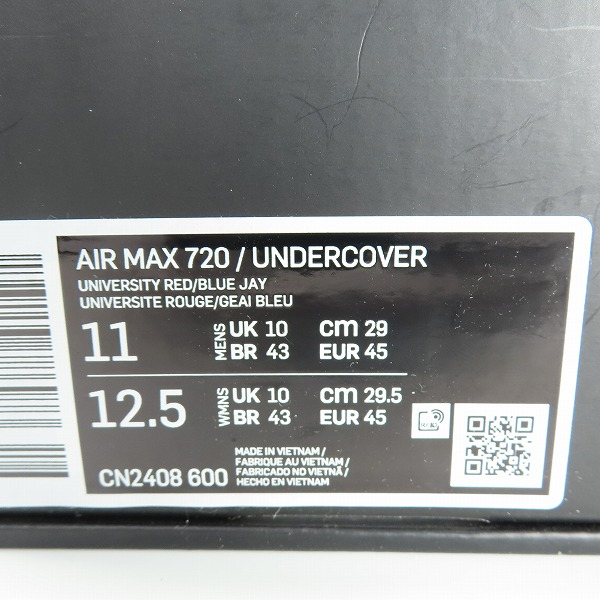 AIR MAX 720 / UNDERCOVER
UNIVERSITY RED/BLUE JAY
UNIVERSITE ROUGE/GEAI BLEU
11 MENS UK 10 cm 29
BR 43 EUR 45
12.5 WMNS UK 10 cm 29.5
BR 43 EUR 45
CN2408 600
MADE IN VIETNAM/
FABRIQUE AU VIETNAM/
FABRICADO NO VIETNÃ/
HECHO EN VIETNAM